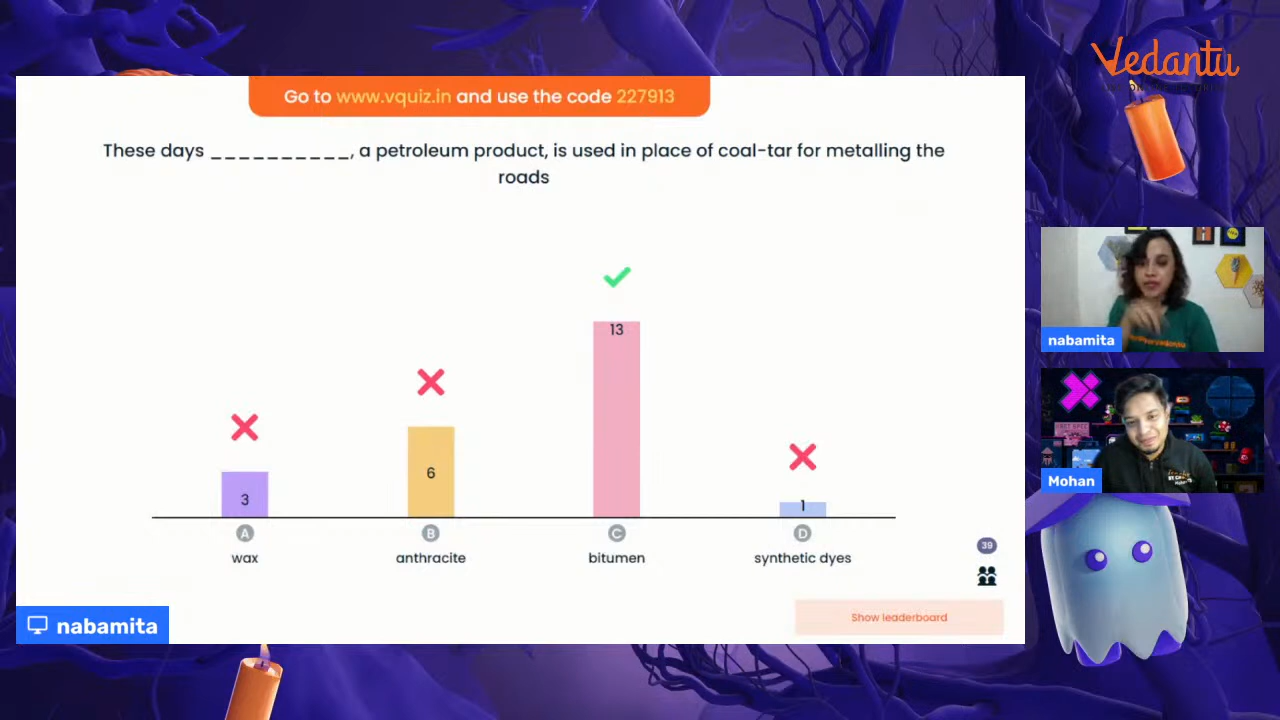 Vedantu
Go to www.vquiz.in and use the code 227913
These days __________, a petroleum product, is used in place of coal-tar for metalling the
roads
13
6
3
1
A
B
C
D
wax
anthracite
bitumen
synthetic dyes
39
Show leaderboard
nabamita
nabamita
Mohan